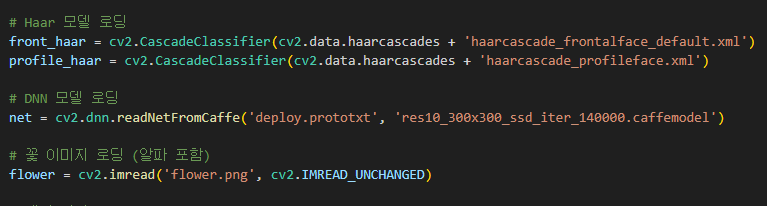 # Haar 모델 로딩
front_haar = cv2.CascadeClassifier(cv2.data.haarcascades + 'haarcascade_frontalface_default.xml')
profile_haar = cv2.CascadeClassifier(cv2.data.haarcascades + 'haarcascade_profileface.xml')
# DNN 모델 로딩
net = cv2.dnn.readNetFromCaffe('deploy.prototxt', 'res10_300x300_ssd_iter_140000.caffemodel')
# 꽃 이미지 로딩 (알파 포함)
flower = cv2.imread('flower.png', cv2.IMREAD_UNCHANGED)